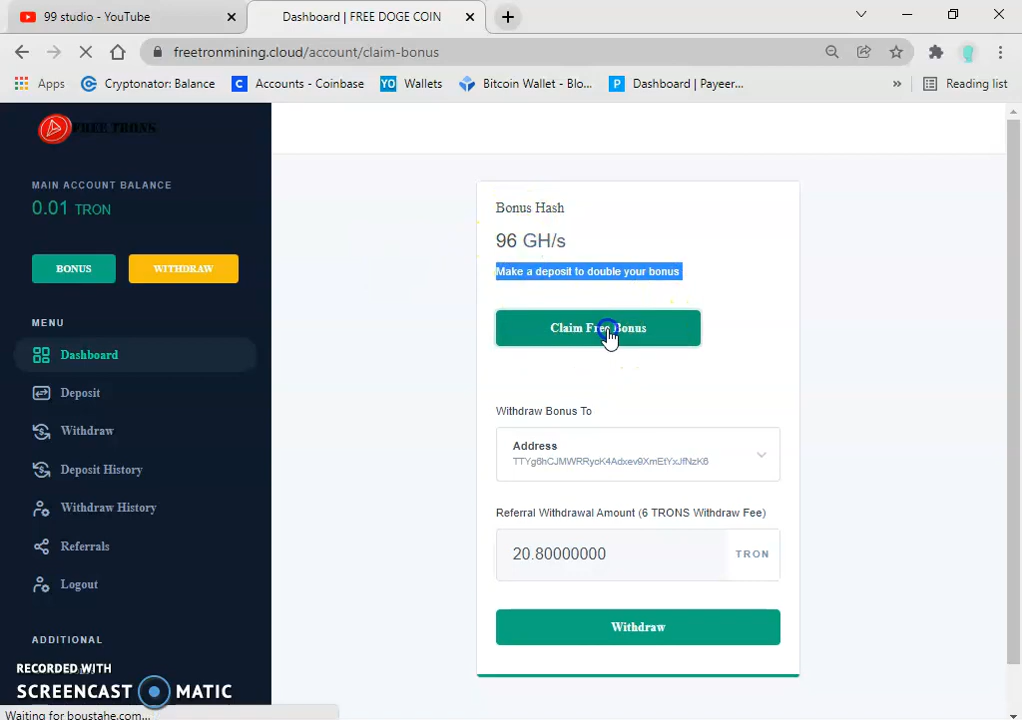 99 studio - YouTube
Dashboard | FREE DOGE COIN
freetronmining.cloud/account/claim-bonus
Apps
Cryptonator: Balance
C
Accounts - Coinbase
YO
Wallets
Bitcoin Wallet - Blo...
P
Dashboard | Payeer...
»
Reading list
FREE TRONS
MAIN ACCOUNT BALANCE
0.01 TRON
BONUS
WITHDRAW
MENU
Dashboard
Deposit
Withdraw
Deposit History
Withdraw History
Referrals
Logout
ADDITIONAL
Bonus Hash
96 GH/s
Make a deposit to double your bonus
Claim Free Bonus
Withdraw Bonus To
Address
TTYg6hCJMWRRycK4Adxev9XmEtYxJfNzK6
Referral Withdrawal Amount (6 TRONS Withdraw Fee)
20.80000000
TRON
Withdraw
RECORDED WITH
SCREENCAST MATIC
Waiting for boustahe.com...